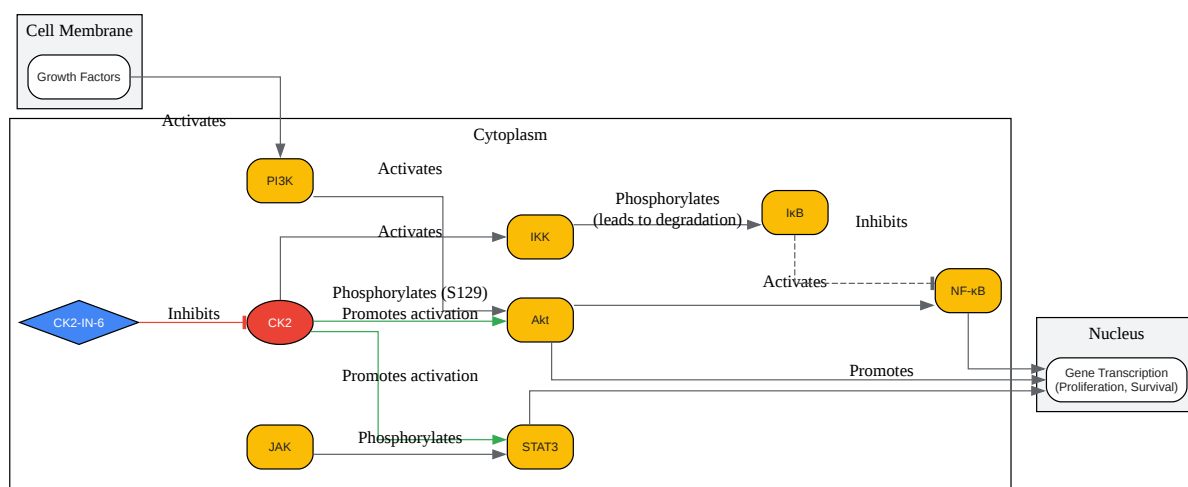 Cell Membrane
Growth Factors
Activates
Cytoplasm
PI3K
Activates
Phosphorylates
(leads to degradation)
IκB
Inhibits
Activates
IKK
Activates
NF-κB
CK2-IN-6
Inhibits
CK2
Phosphorylates (S129)
Promotes activation
Akt
Nucleus
Gene Transcription
(Proliferation, Survival)
Promotes
Promotes activation
JAK
Phosphorylates
STAT3